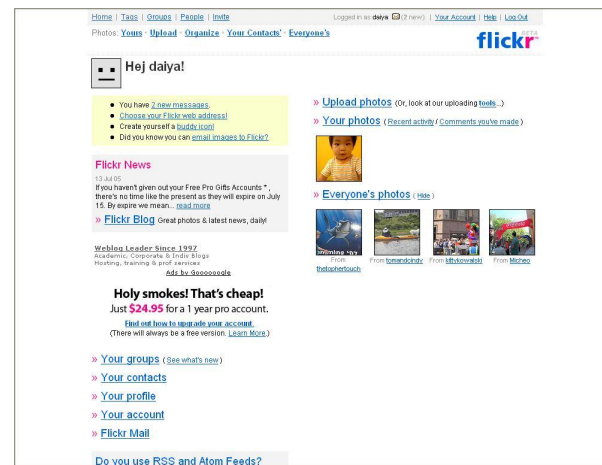 Home | Tags | Groups | People | Invite
Logged in as daiya (2 new) | Your Account | Help | Log Out
Photos: Yours · Upload · Organize · Your Contacts' · Everyone's
flickr
BETA
Hej daiya!
You have 2 new messages.
Choose your Flickr web address!
Create yourself a buddy icon!
Did you know you can email images to Flickr?
Flickr News
13 Jul 05
If you haven't given out your Free Pro Gifts Accounts *,
there's no time like the present as they will expire on July
15. By expire we mean... read more
» Flickr Blog Great photos & latest news, daily!
Weblog Leader Since 1997
Academic, Corporate & Indiv Blogs
Hosting, training & prof services
Ads by Goooooogle
Holy smokes! That's cheap!
Just $24.95 for a 1 year pro account.
Find out how to upgrade your account.
(There will always be a free version. Learn More.)
» Your groups (See what's new)
» Your contacts
» Your profile
» Your account
» Flickr Mail
Do you use RSS and Atom Feeds?
» Upload photos (Or, look at our uploading tools...)
» Your photos (Recent activity / Comments you've made)
» Everyone's photos (Hide)
From
thelophertouch
From tomandcindy
From kittykowalski
From Micheo